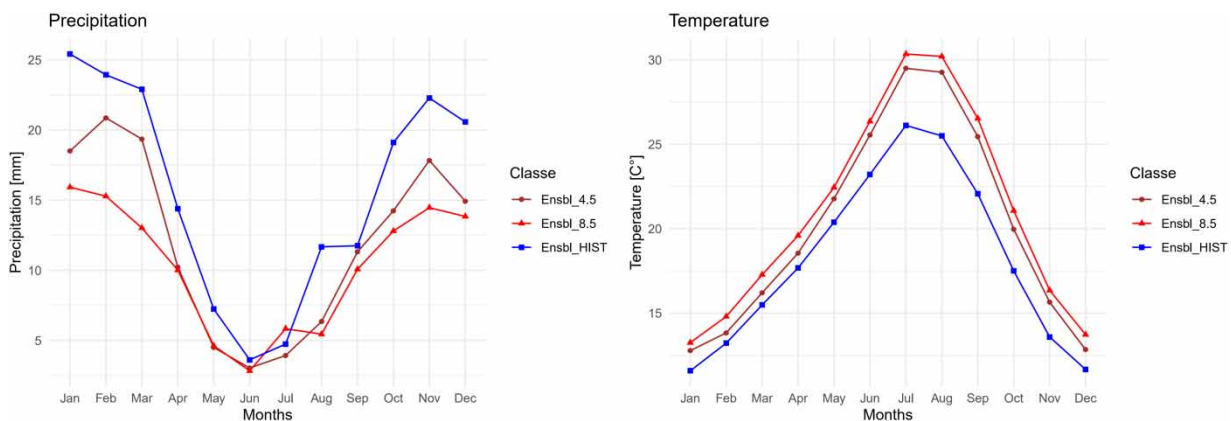 Precipitation
25
20
15
10
5
Precipitation [mm]
Jan Feb Mar Apr May Jun Jul Aug Sep Oct Nov Dec
Months
Classe
Ensbl_4.5
Ensbl_8.5
Ensbl_HIST
Temperature
30
25
20
15
Temperature [C°]
Jan Feb Mar Apr May Jun Jul Aug Sep Oct Nov Dec
Months
Classe
Ensbl_4.5
Ensbl_8.5
Ensbl_HIST